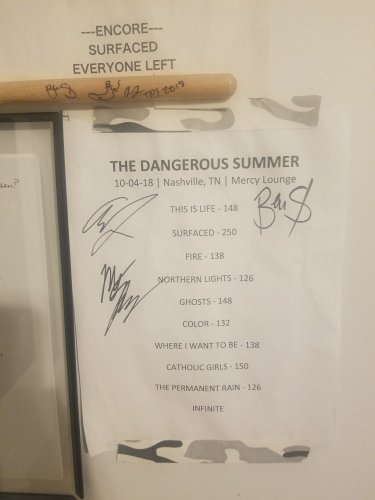 ---ENCORE---
SURFACED
EVERYONE LEFT
2018
THE DANGEROUS SUMMER
10-04-18 | Nashville, TN | Mercy Lounge
THIS IS LIFE - 148
SURFACED - 250
FIRE - 138
NORTHERN LIGHTS - 126
GHOSTS - 148
COLOR - 132
WHERE I WANT TO BE - 138
CATHOLIC GIRLS - 150
THE PERMANENT RAIN - 126
INFINITE